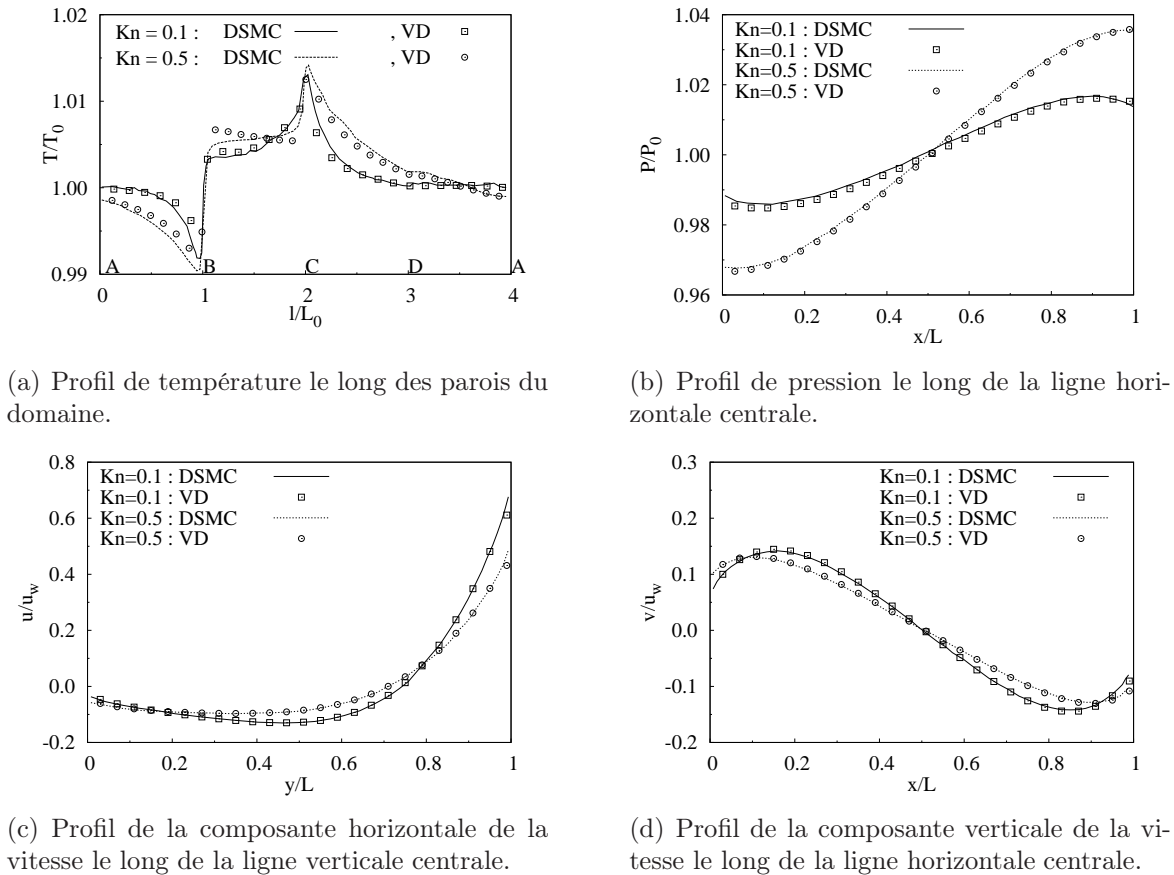 Kn = 0.1 : DSMC , VD
Kn = 0.5 : DSMC , VD
1.02
1.01
1.00
0.99
T/T0
A B C D A
0 1 2 3 4
l/L0
(a) Profil de température le long des parois du
domaine.
Kn=0.1 : DSMC
Kn=0.1 : VD
Kn=0.5 : DSMC
Kn=0.5 : VD
1.04
1.02
1.00
0.98
0.96
P/P0
0 0.2 0.4 0.6 0.8 1
x/L
(b) Profil de pression le long de la ligne hori-
zontale centrale.
Kn=0.1 : DSMC
Kn=0.1 : VD
Kn=0.5 : DSMC
Kn=0.5 : VD
0.8
0.6
0.4
0.2
0.0
-0.2
u/uw
0 0.2 0.4 0.6 0.8 1
y/L
(c) Profil de la composante horizontale de la
vitesse le long de la ligne verticale centrale.
Kn=0.1 : DSMC
Kn=0.1 : VD
Kn=0.5 : DSMC
Kn=0.5 : VD
0.3
0.2
0.1
0.0
-0.1
-0.2
v/uw
0 0.2 0.4 0.6 0.8 1
x/L
(d) Profil de la composante verticale de la vi-
tesse le long de la ligne horizontale centrale.